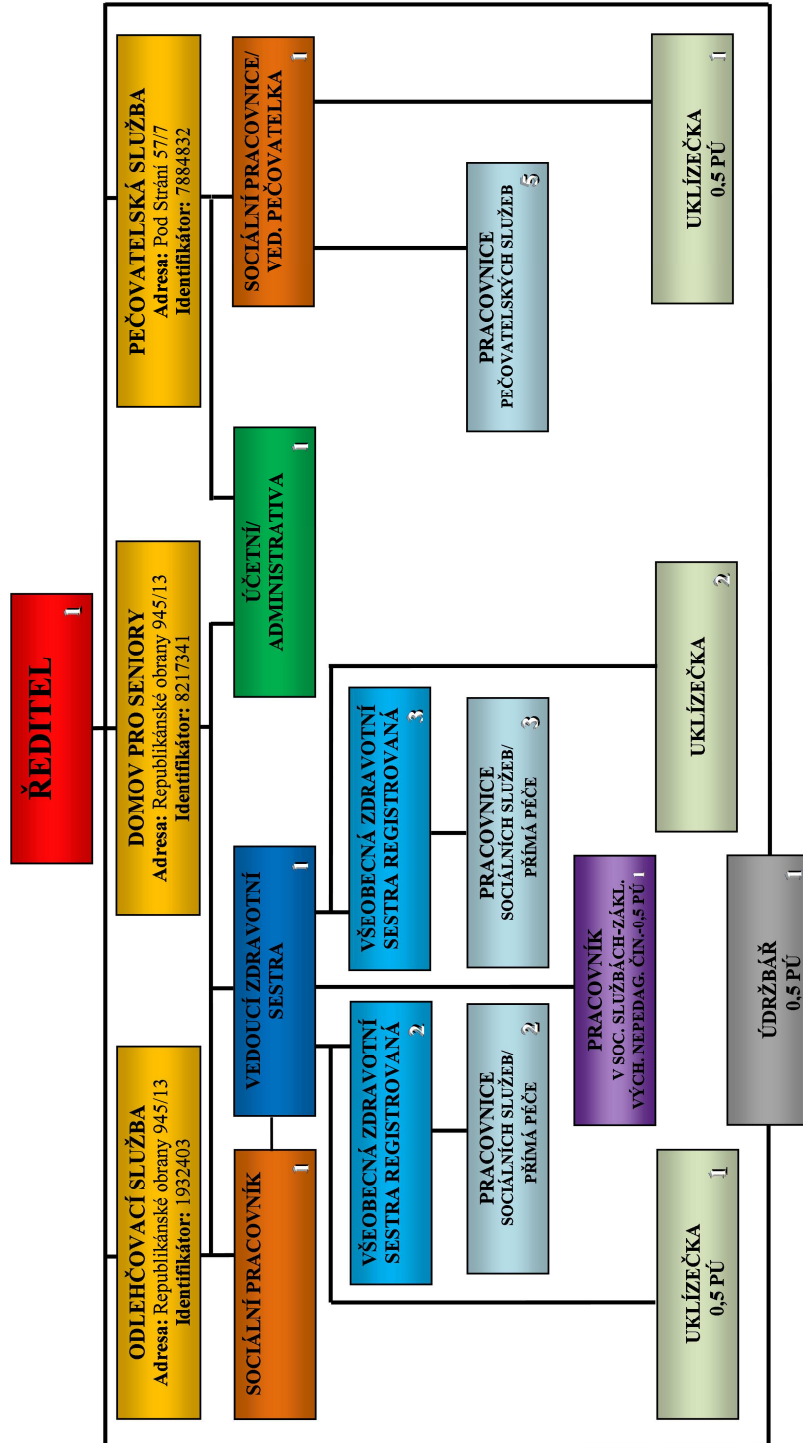 ŘEDITEL
1
ODLEHČOVACÍ SLUŽBA
Adresa: Republikánské obrany 945/13
Identifikátor: 1932403
DOMOV PRO SENIORY
Adresa: Republikánské obrany 945/13
Identifikátor: 8217341
PEČOVATELSKÁ SLUŽBA
Adresa: Pod Strání 57/7
Identifikátor: 7884832
SOCIÁLNÍ PRACOVNÍK
1
VEDOUCÍ ZDRAVOTNÍ
SESTRA
1
ÚČETNÍ/
ADMINISTRATIVA
1
SOCIÁLNÍ PRACOVNICE/
VED. PEČOVATELKA
1
VŠEOBECNÁ ZDRAVOTNÍ
SESTRA REGISTROVANÁ
2
VŠEOBECNÁ ZDRAVOTNÍ
SESTRA REGISTROVANÁ
3
PRACOVNICE
SOCIÁLNÍCH SLUŽEB/
PŘÍMÁ PÉČE
2
PRACOVNICE
SOCIÁLNÍCH SLUŽEB/
PŘÍMÁ PÉČE
3
PRACOVNICE
PEČOVATELSKÝCH SLUŽEB
5
PRACOVNÍK
V SOC. SLUŽBÁCH-ZÁKL.
VÝCH. NEPEDAG. ČIN.-0,5 PÚ 1
UKLÍZEČKA
0,5 PÚ
1
UKLÍZEČKA
2
UKLÍZEČKA
0,5 PÚ
1
ÚDRŽBÁŘ
0,5 PÚ
1